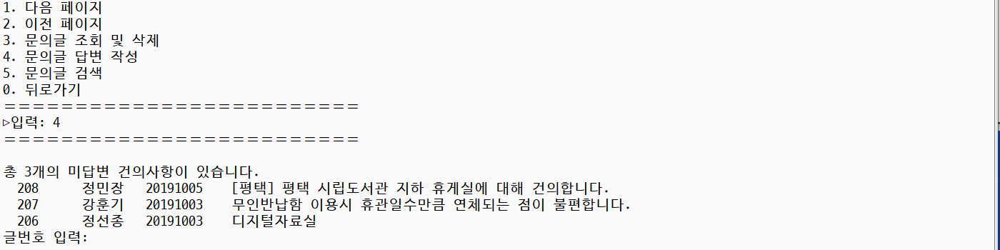 1. 다음 페이지
2. 이전 페이지
3. 문의글 조회 및 삭제
4. 문의글 답변 작성
5. 문의글 검색
0. 뒤로가기
=========================
▷입력: 4
=========================
총 3개의 미답변 건의사항이 있습니다.
208 정민장 20191005 [평택] 평택 시립도서관 지하 휴게실에 대해 건의합니다.
207 강훈기 20191003 무인반납함 이용시 휴관일수만큼 연체되는 점이 불편합니다.
206 정선종 20191003 디지털자료실
글번호 입력: